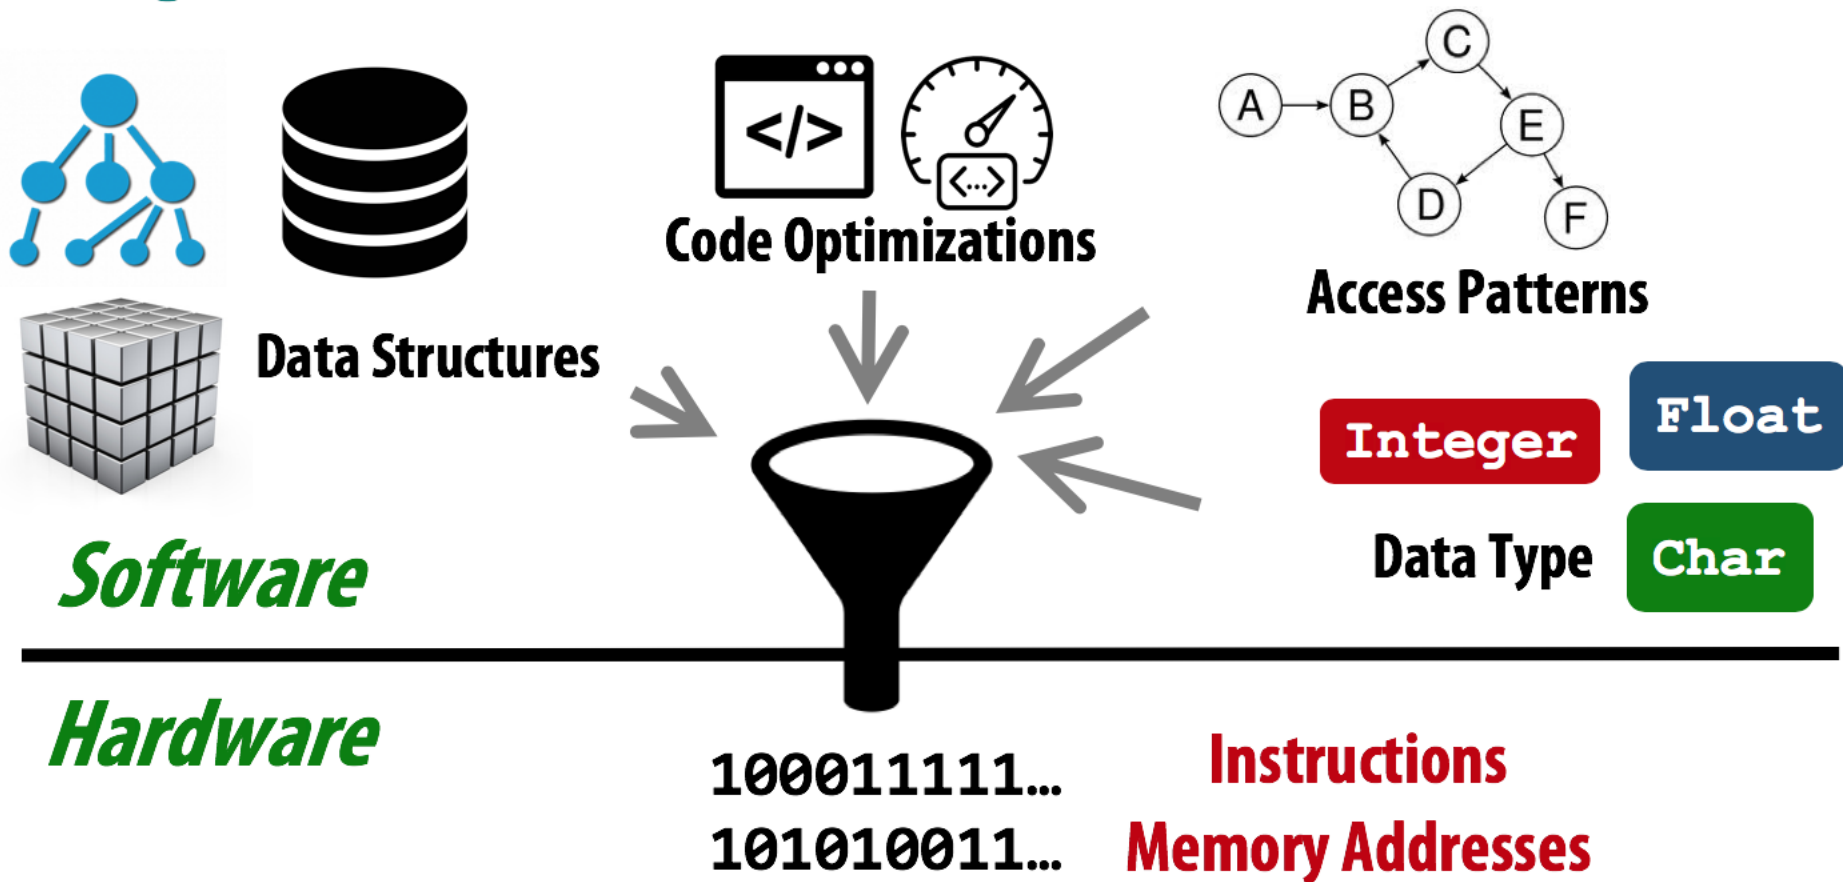 </>
<...>
Code Optimizations
A
B
C
E
D
F
Access Patterns
Data Structures
Integer
Float
Data Type
Char
Software
Hardware
100011111...
Instructions
101010011...
Memory Addresses